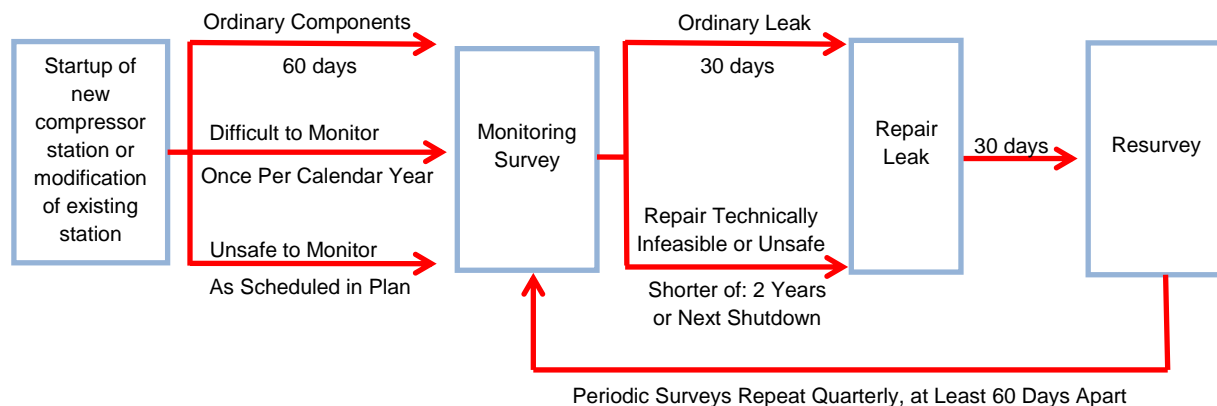 Startup of
new
compressor
station or
modification
of existing
station
Ordinary Components
60 days
Difficult to Monitor
Once Per Calendar Year
Unsafe to Monitor
As Scheduled in Plan
Monitoring
Survey
Ordinary Leak
30 days
Repair Technically
Infeasible or Unsafe
Shorter of: 2 Years
or Next Shutdown
Repair
Leak
30 days
Resurvey
Periodic Surveys Repeat Quarterly, at Least 60 Days Apart